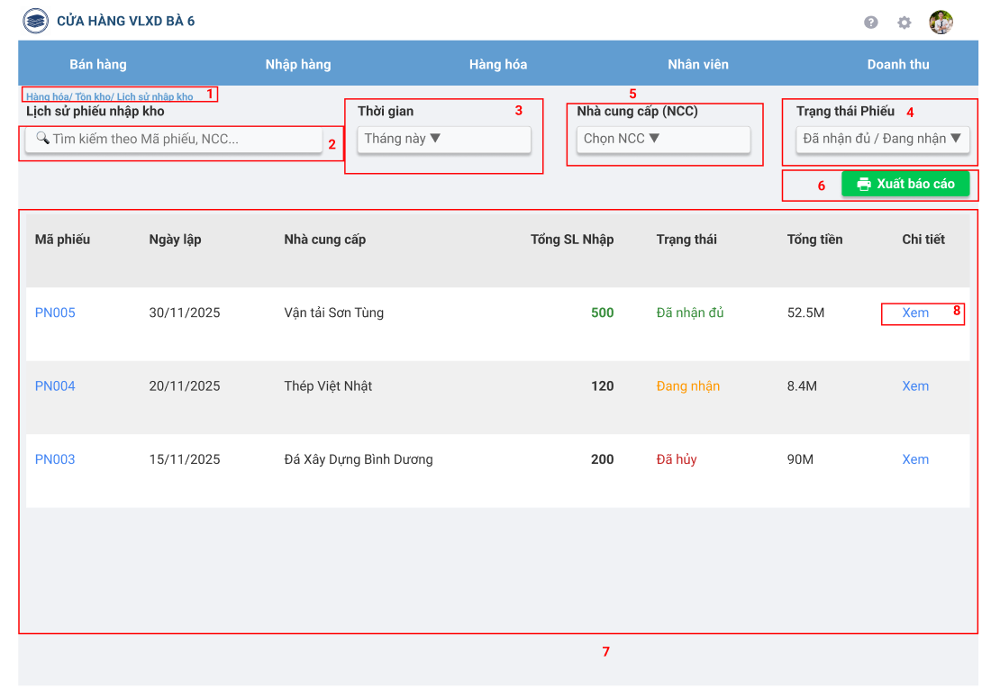 CỬA HÀNG VLXD BÀ 6
Bán hàng Nhập hàng Hàng hóa Nhân viên Doanh thu
Hàng hóa/ Tồn kho/ Lịch sử nhập kho 1
5
Lịch sử phiếu nhập kho
Thời gian 3
Nhà cung cấp (NCC)
Trạng thái Phiếu 4
Tìm kiếm theo Mã phiếu, NCC... 2
Tháng này ▼
Chọn NCC ▼
Đã nhận đủ / Đang nhận ▼
6 Xuất báo cáo
Mã phiếu Ngày lập Nhà cung cấp Tổng SL Nhập Trạng thái Tổng tiền Chi tiết
PN005 30/11/2025 Vận tải Sơn Tùng 500 Đã nhận đủ 52.5M Xem 8
PN004 20/11/2025 Thép Việt Nhật 120 Đang nhận 8.4M Xem
PN003 15/11/2025 Đá Xây Dựng Bình Dương 200 Đã hủy 90M Xem
7